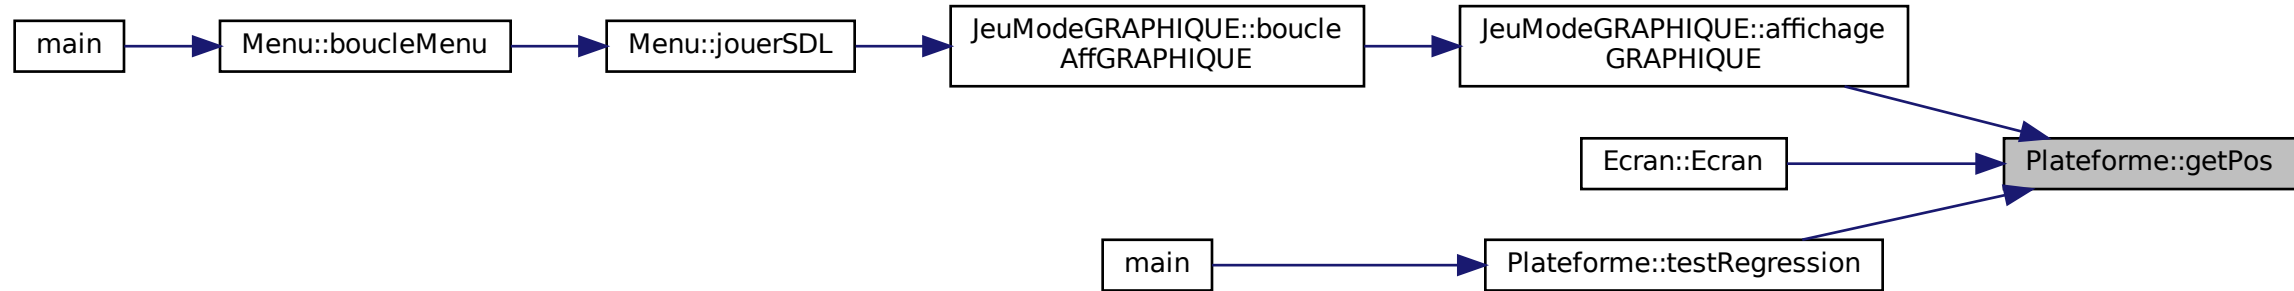 main
Menu::boucleMenu
Menu::jouerSDL
JeuModeGRAPHIQUE::boucle
AffGRAPHIQUE
JeuModeGRAPHIQUE::affichage
GRAPHIQUE
Ecran::Ecran
Plateforme::getPos
main
Plateforme::testRegression